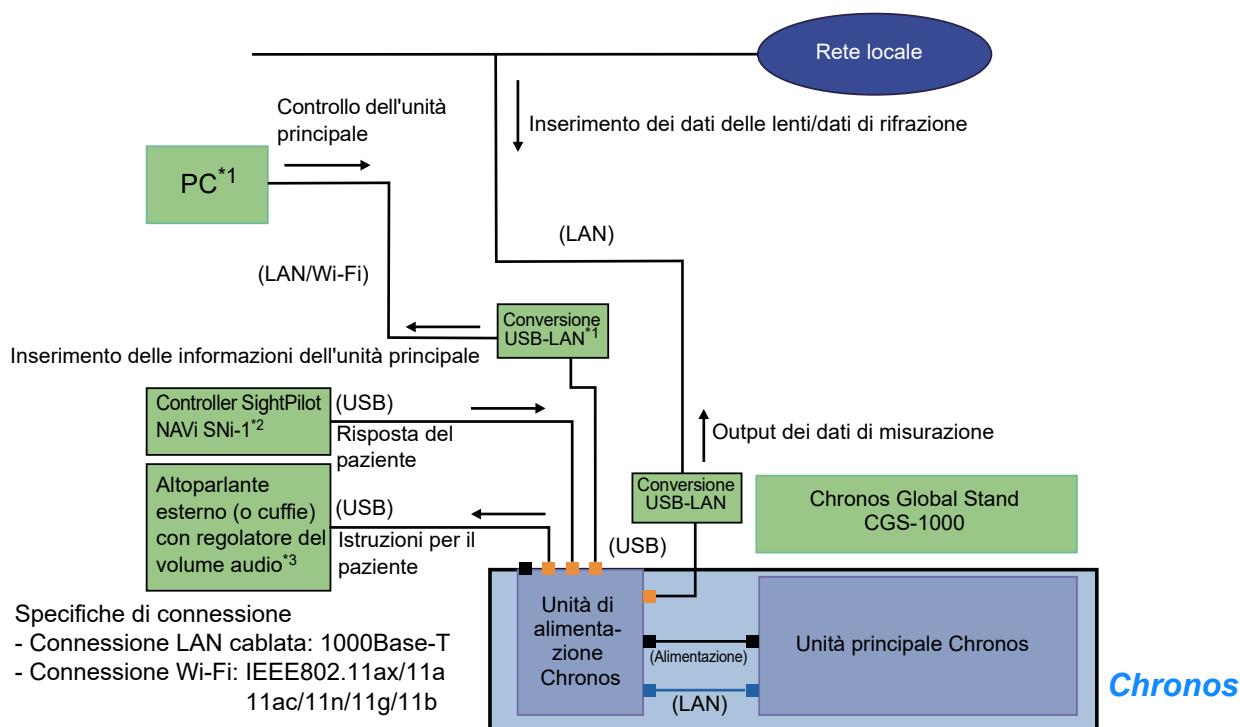 Rete locale
Controllo dell'unità
principale
Inserimento dei dati delle lenti/dati di rifrazione
PC*1
(LAN)
(LAN/Wi-Fi)
Conversione
USB-LAN*1
Inserimento delle informazioni dell'unità principale
Controller SightPilot
NAVi SNi-1*2
(USB)
Risposta del
paziente
Output dei dati di misurazione
Altoparlante
esterno (o cuffie)
con regolatore del
volume audio*3
(USB)
Istruzioni per il
paziente
Conversione
USB-LAN
Chronos Global Stand
CGS-1000
(USB)
Specifiche di connessione
- Connessione LAN cablata: 1000Base-T
- Connessione Wi-Fi: IEEE802.11ax/11a
11ac/11n/11g/11b
Unità di
alimenta-
zione
Chronos
(Alimentazione)
(LAN)
Unità principale Chronos
Chronos